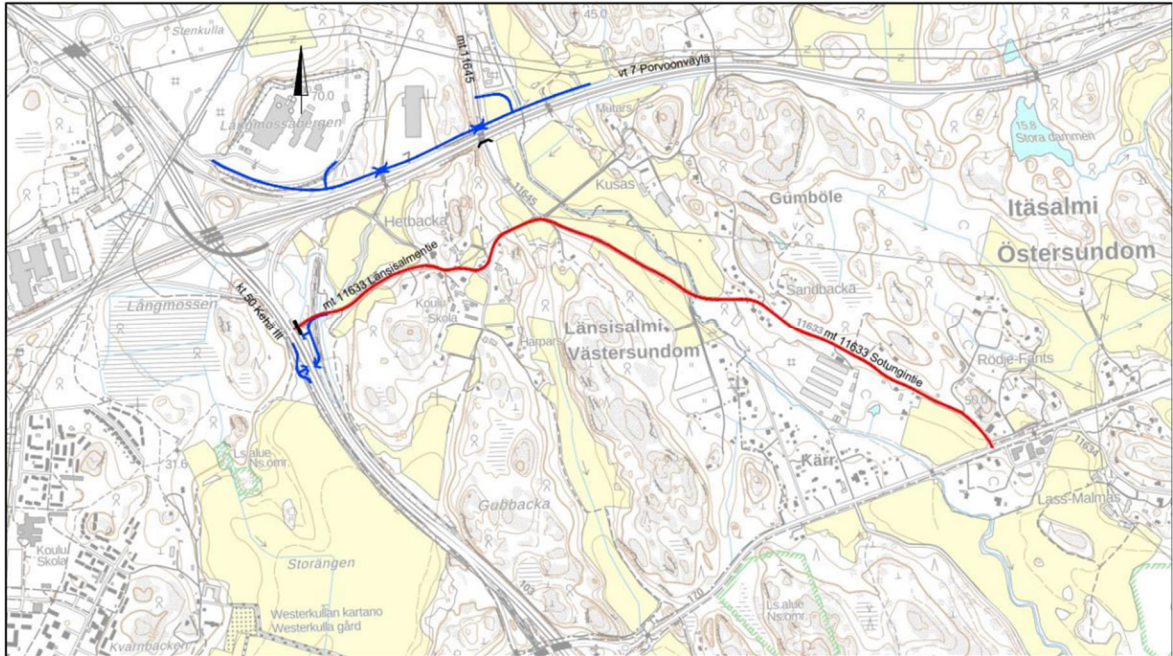 Stenkulla
45.0
mt 11645
vt 7 Porvoonväylä
70.0
Långmossabergen
Mutars
15.8
Stora dammen
11645
Kusas
Gumböle
Itäsalmi
Hetbacka
Östersundom
mt 11633 Länsisalmentie
kt 50 Kehä III
Långmossen
Sandbacka
Koulu
Skola
Länsisalmi
Harpars
Västersundom
11633
mt 11633 Sotungintie
Rödje-Fants
50.0
31.6
Ls.alue
Ns.omr.
Kärr
11634
Lass-Malmas
Gubbacka
Koulu
Skola
Storängen
103
170
Ls.alue
Ns.omr.
Westerkullan kartano
Westerkulla gård
Kvarnbacken